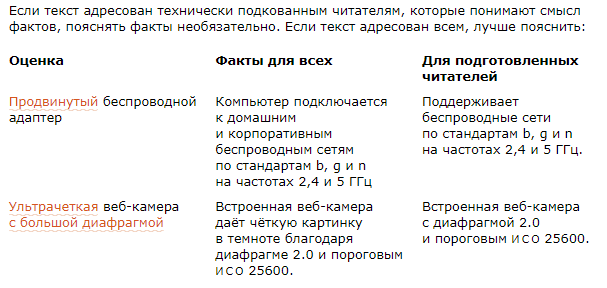 Если текст адресован технически подкованным читателям, которые понимают смысл
фактов, пояснять факты необязательно. Если текст адресован всем, лучше пояснить:
Оценка
Факты для всех
Для подготовленных
читателей
Продвинутый беспроводной
адаптер
Компьютер подключается
к домашним
и корпоративным
беспроводным сетям
по стандартам b, g и n
на частотах 2,4 и 5 ГГц
Поддерживает
беспроводные сети
по стандартам b, g и n
на частотах 2,4 и 5 ГГц.
Ультрачеткая веб-камера
с большой диафрагмой
Встроенная веб-камера
даёт чёткую картинку
в темноте благодаря
диафрагме 2.0 и пороговым
ИСО 25600.
Встроенная веб-камера
с диафрагмой 2.0
и пороговым ИСО 25600.